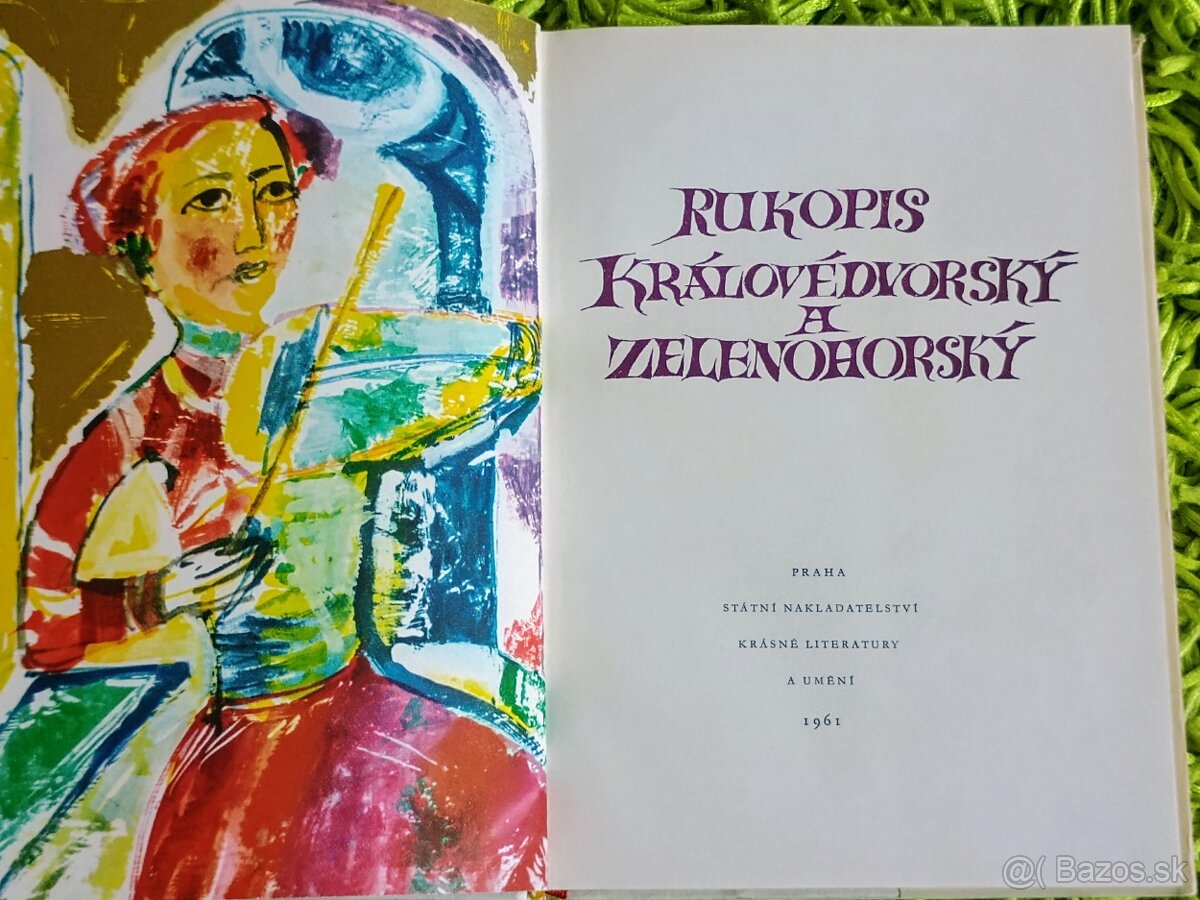 RUKOPIS
KRÁLOVÉDVORSKÝ
A
ZELENOHORSKÝ
PRAHA
STÁTNÍ NAKLADATELSTVÍ
KRÁSNÉ LITERATURY
A UMĚNÍ
1961
@( Bazos.sk